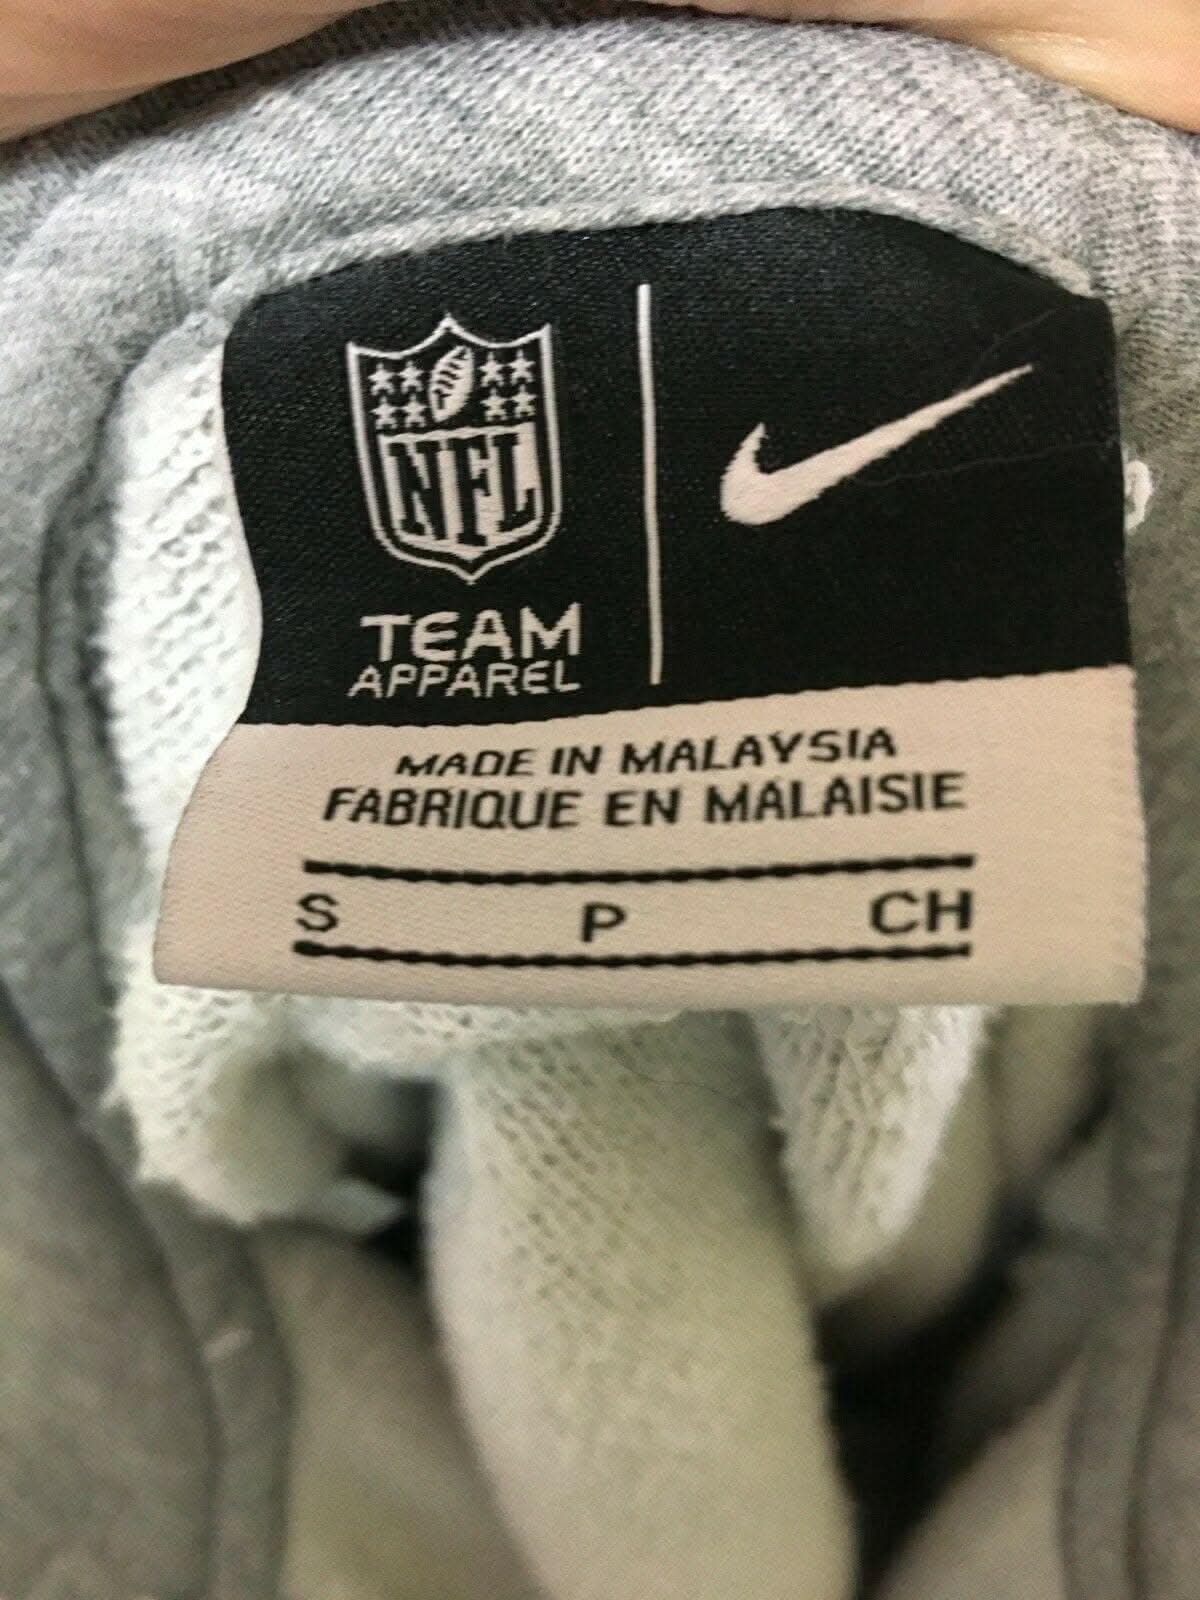 NFL
TEAM
APPAREL
MADE IN MALAYSIA
FABRIQUE EN MALAISIE
S P CH